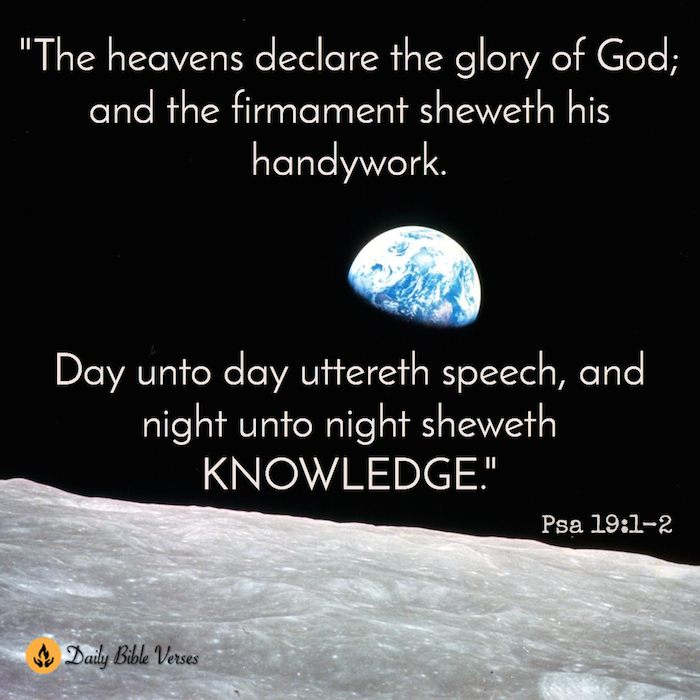 "The heavens declare the glory of God;
and the firmament sheweth his
handywork.
Day unto day uttereth speech, and
night unto night sheweth
KNOWLEDGE."
Psa 19:1-2
Daily Bible Verses